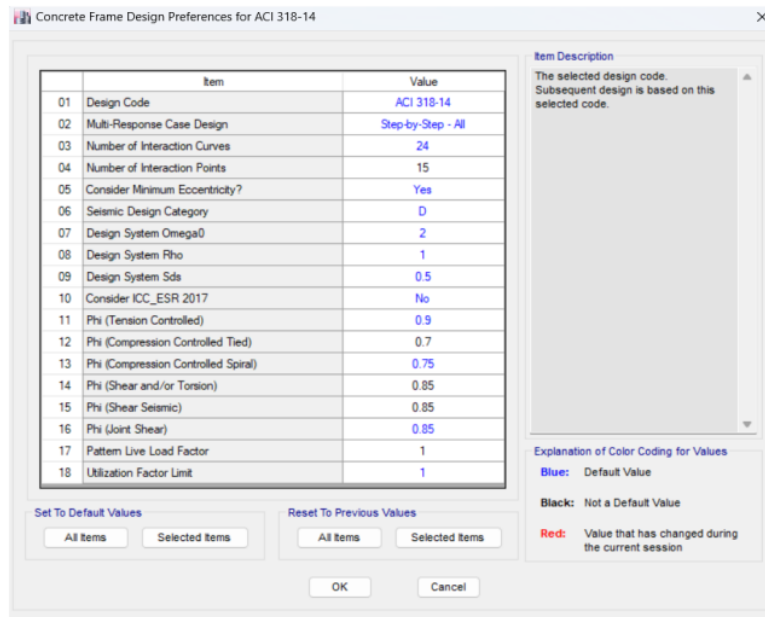 Concrete Frame Design Preferences for ACI 318-14
Item Value
01 Design Code ACI 318-14
02 Multi-Response Case Design Step-by-Step - All
03 Number of Interaction Curves 24
04 Number of Interaction Points 15
05 Consider Minimum Eccentricity? Yes
06 Seismic Design Category D
07 Design System Omega0 2
08 Design System Rho 1
09 Design System Sds 0.5
10 Consider ICC_ESR 2017 No
11 Phi (Tension Controlled) 0.9
12 Phi (Compression Controlled Tied) 0.7
13 Phi (Compression Controlled Spiral) 0.75
14 Phi (Shear and/or Torsion) 0.85
15 Phi (Shear Seismic) 0.85
16 Phi (Joint Shear) 0.85
17 Pattern Live Load Factor 1
18 Utilization Factor Limit 1
Set To Default Values
All Items Selected Items
Reset To Previous Values
All Items Selected Items
Item Description
The selected design code.
Subsequent design is based on this
selected code.
Explanation of Color Coding for Values
Blue: Default Value
Black: Not a Default Value
Red: Value that has changed during
the current session
OK Cancel